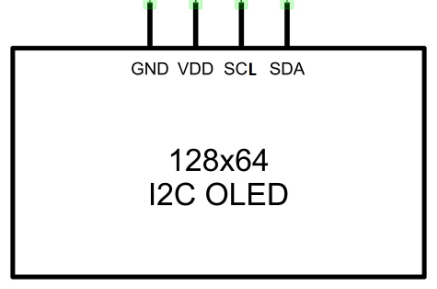 GND VDD SCL SDA
128x64
I2C OLED